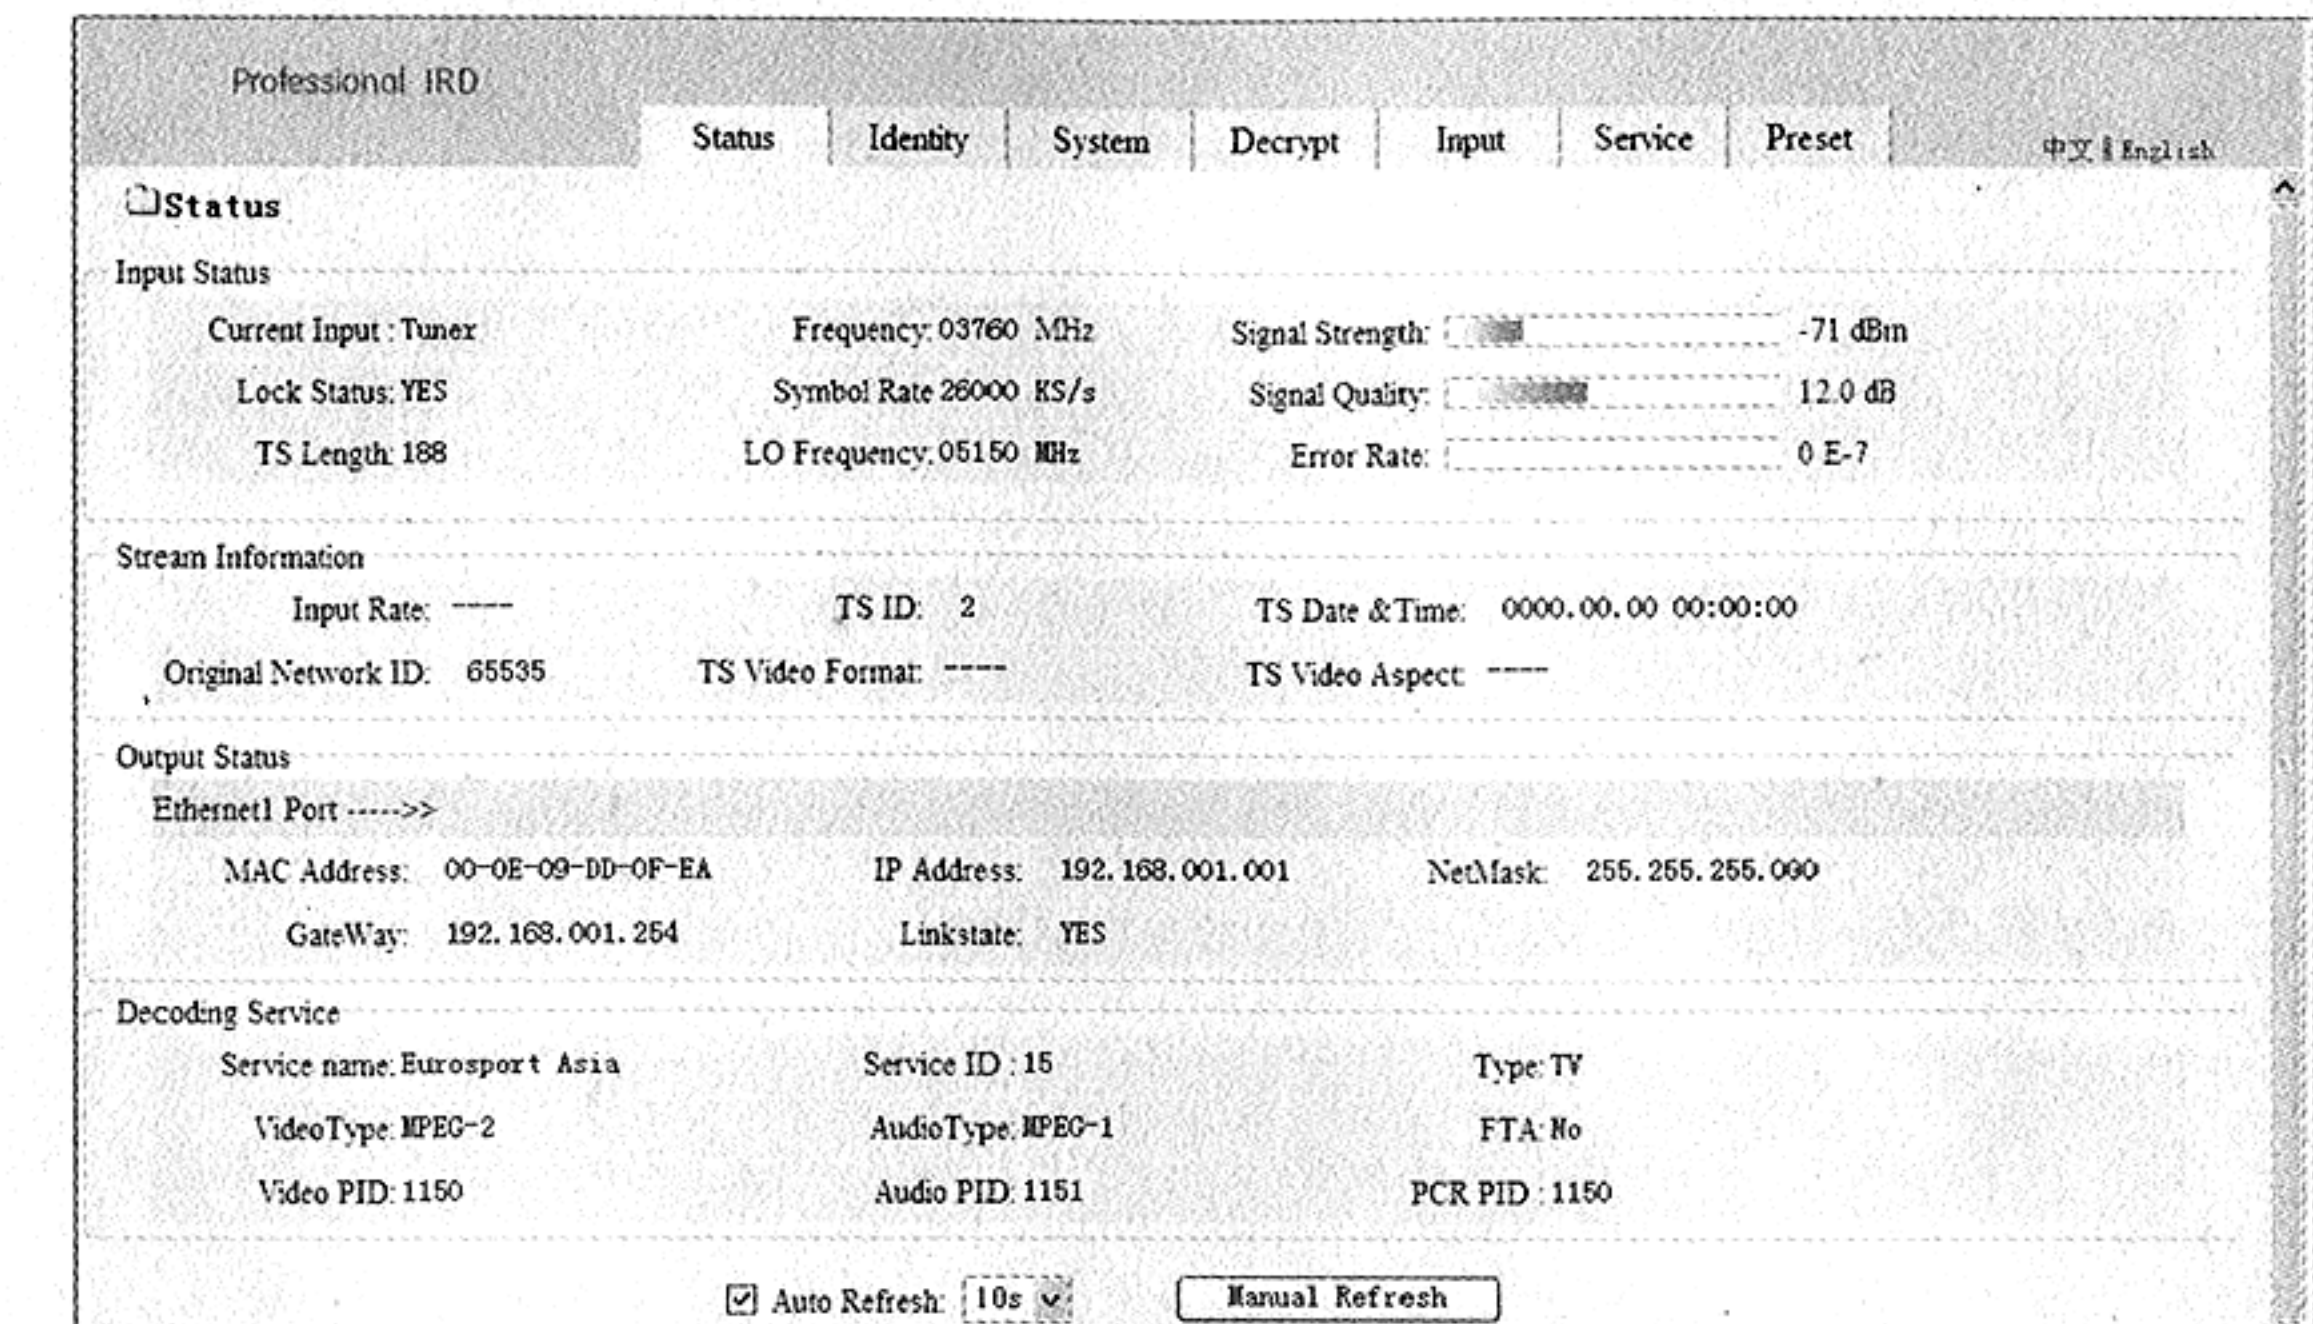 Professional IRD
Status Identity System Decrypt Input Service Preset 中文 | English
Status
Input Status
Current Input : Tuner Frequency: 03760 MHz Signal Strength: -71 dBm
Lock Status: YES Symbol Rate 26000 KS/s Signal Quality: 12.0 dB
TS Length: 188 LO Frequency: 05150 MHz Error Rate: 0 E-7
Stream Information
Input Rate: ---- TS ID: 2 TS Date &Time: 0000.00.00 00:00:00
Original Network ID: 65535 TS Video Format: ---- TS Video Aspect: ----
Output Status
Ethernet1 Port ----->>
MAC Address: 00-0E-09-DD-0F-EA IP Address: 192.168.001.001 NetMask: 255.255.255.000
GateWay: 192.168.001.254 Linkstate: YES
Decoding Service
Service name: Eurosport Asia Service ID : 15 Type: TV
VideoType: MPEG-2 AudioType: MPEG-1 FTA: No
Video PID: 1150 Audio PID: 1151 PCR PID : 1150
Auto Refresh: 10s Manual Refresh